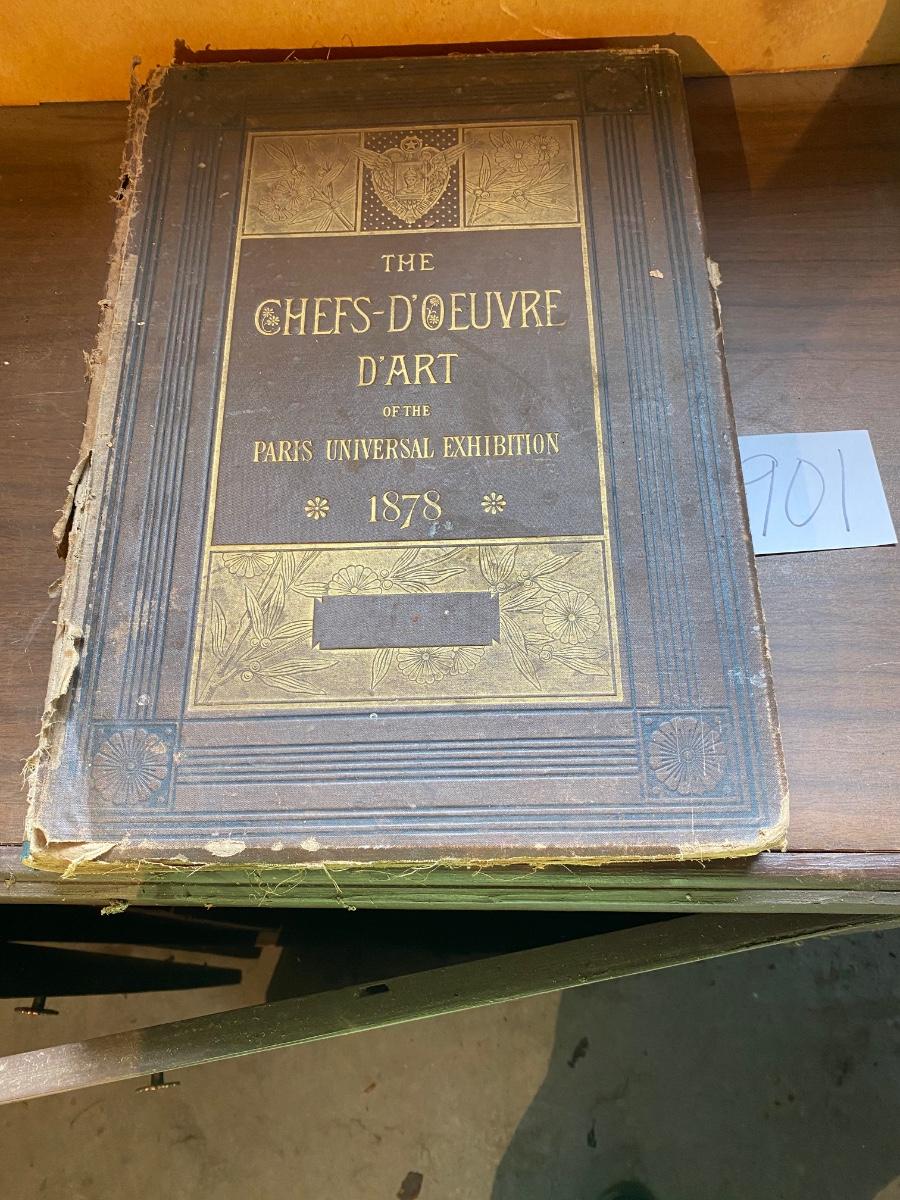 THE
CHEFS-D'OEUVRE
D'ART
OF THE
PARIS UNIVERSAL EXHIBITION
1878
901